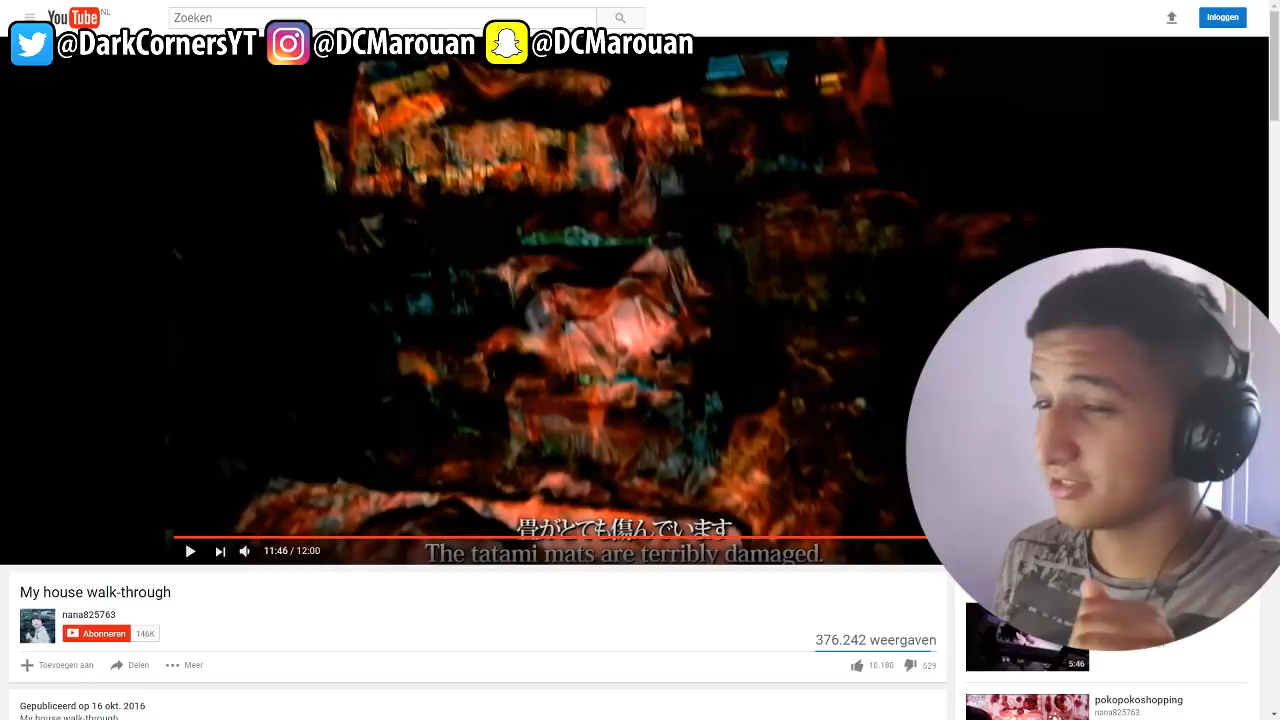 YouTube NL
Zoeken
Inloggen
@DarkCornersYT @DCMarouan @DCMarouan
畳がとても傷んでいます
The tatami mats are terribly damaged.
11:46 / 12:00
My house walk-through
nana825763
Abonneren 146K
376.242 weergaven
Toevoegen aan Delen Meer
10.180 529
Gepubliceerd op 16 okt. 2016
My house walk-through
5:46
pokopokoshopping
nana825763